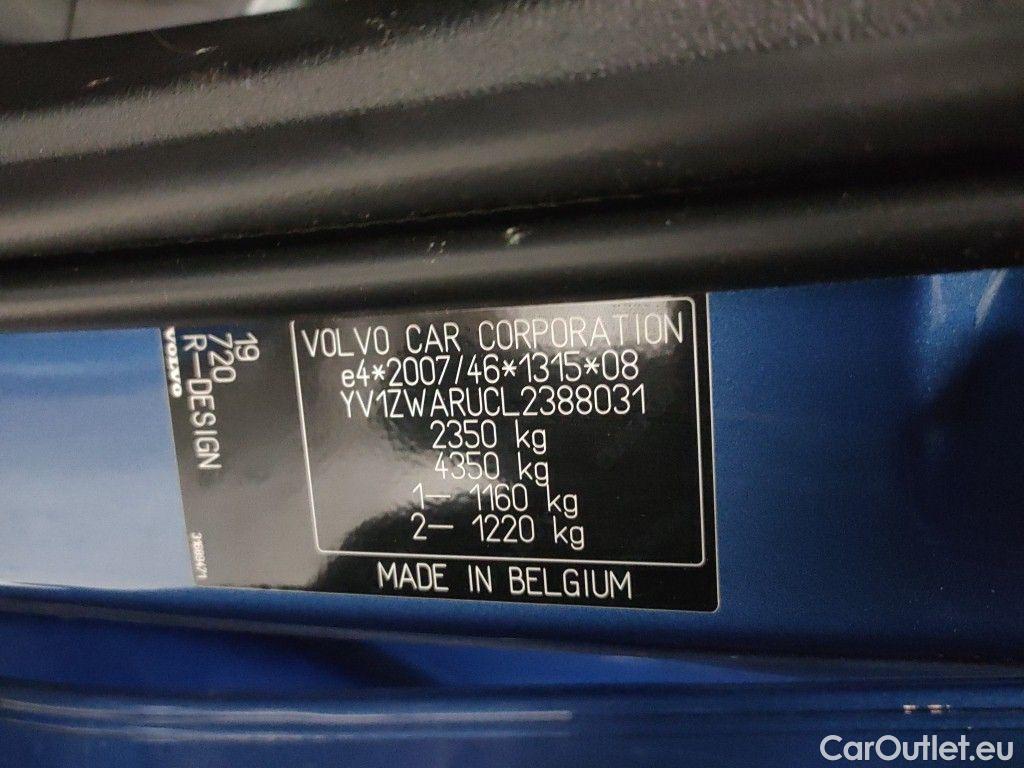 VOLVO CAR CORPORATION
e4*2007/46*1315*08
YV1ZWARUCL2388031
2350 kg
4350 kg
1— 1160 kg
2— 1220 kg
MADE IN BELGIUM
19
720
R-DESIGN
VOLVO
CarOutlet.eu